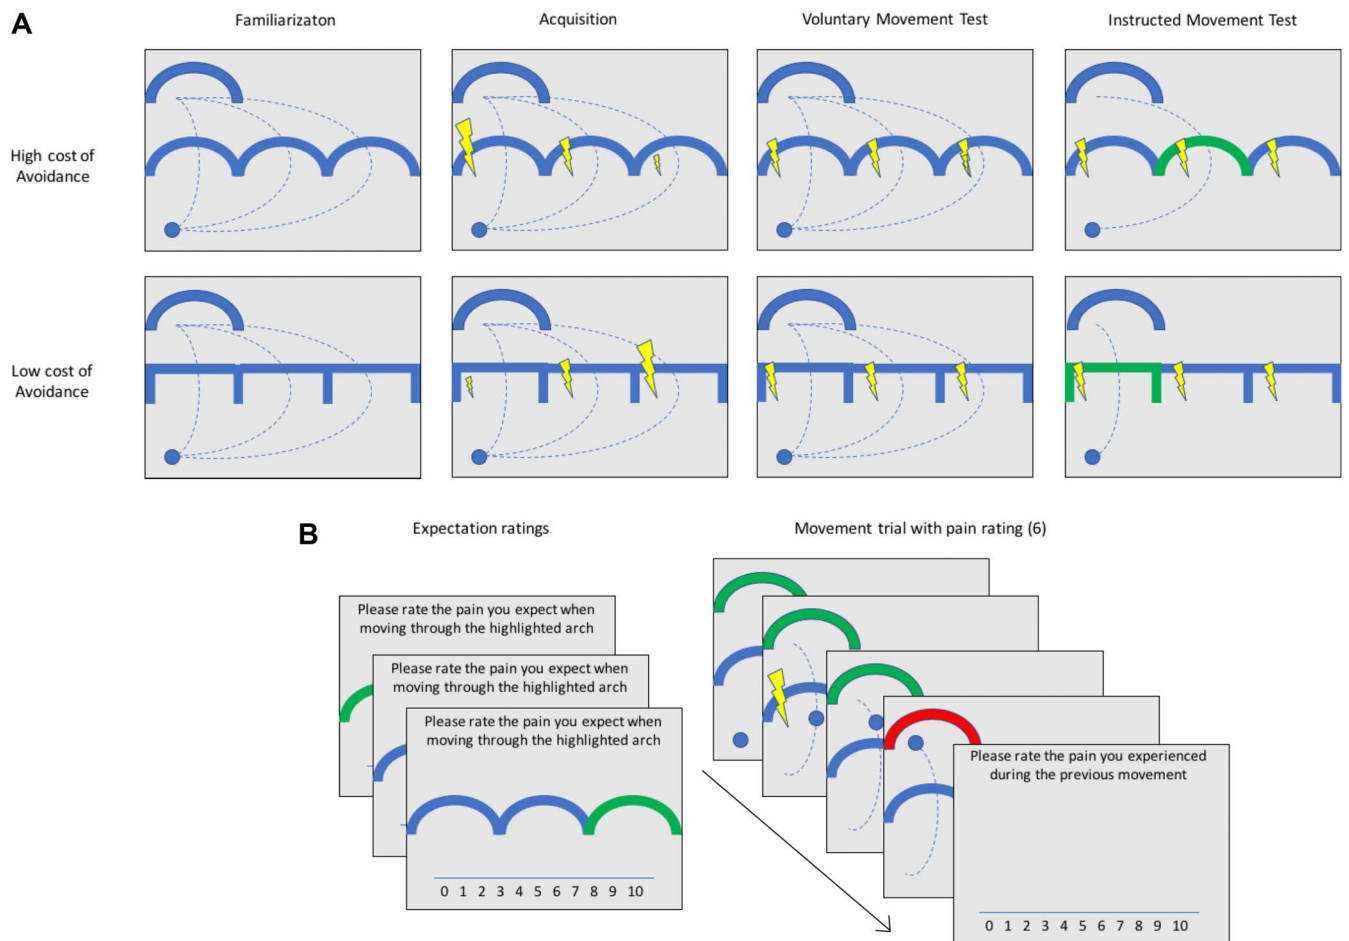 A
Familiarizaton
Acquisition
Voluntary Movement Test
Instructed Movement Test
High cost of
Avoidance
Low cost of
Avoidance
B
Expectation ratings
Movement trial with pain rating (6)
Please rate the pain you expect when
moving through the highlighted arch
Please rate the pain you expect when
moving through the highlighted arch
Please rate the pain you expect when
moving through the highlighted arch
0 1 2 3 4 5 6 7 8 9 10
Please rate the pain you experienced
during the previous movement
0 1 2 3 4 5 6 7 8 9 10